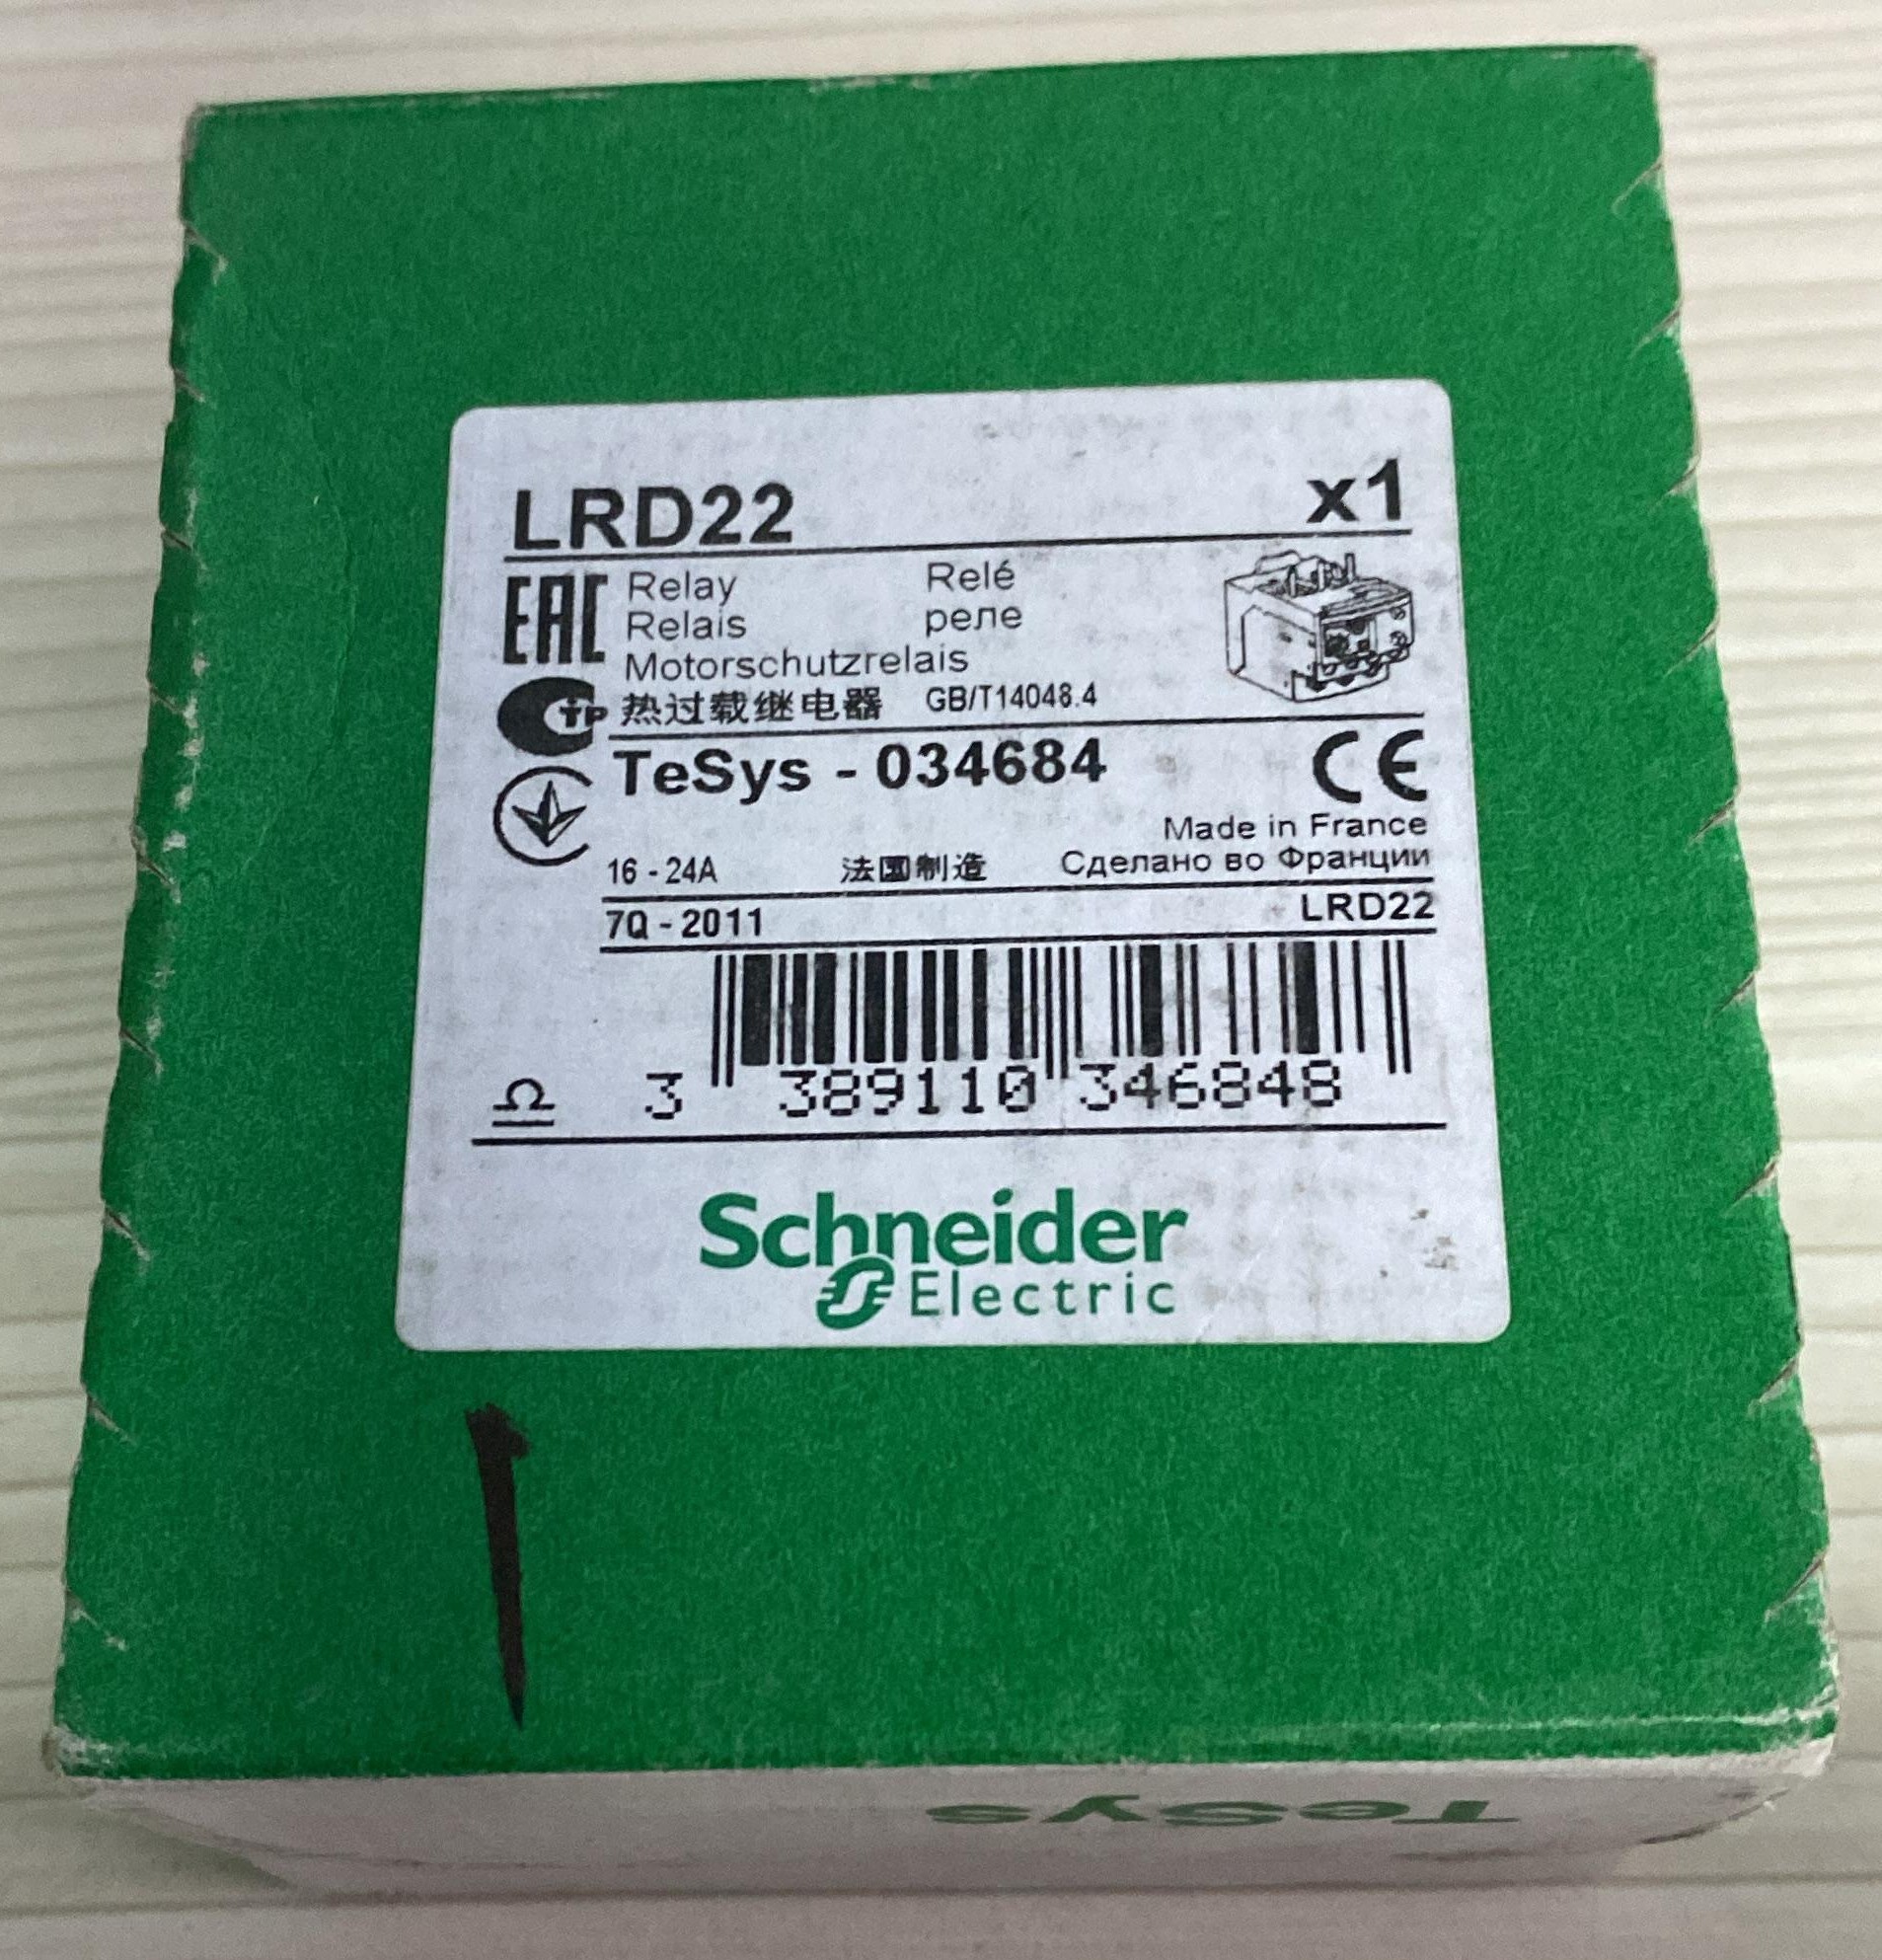 LRD22 x1
EAC Relay Relé
Relais реле
Motorschutzrelais
热过载继电器 GB/T14048.4
TeSys - 034684 CE
Made in France
16 - 24A 法国制造 Сделано во Франции
7Q - 2011 LRD22
3 389110 346848
Schneider
Electric
TeSys